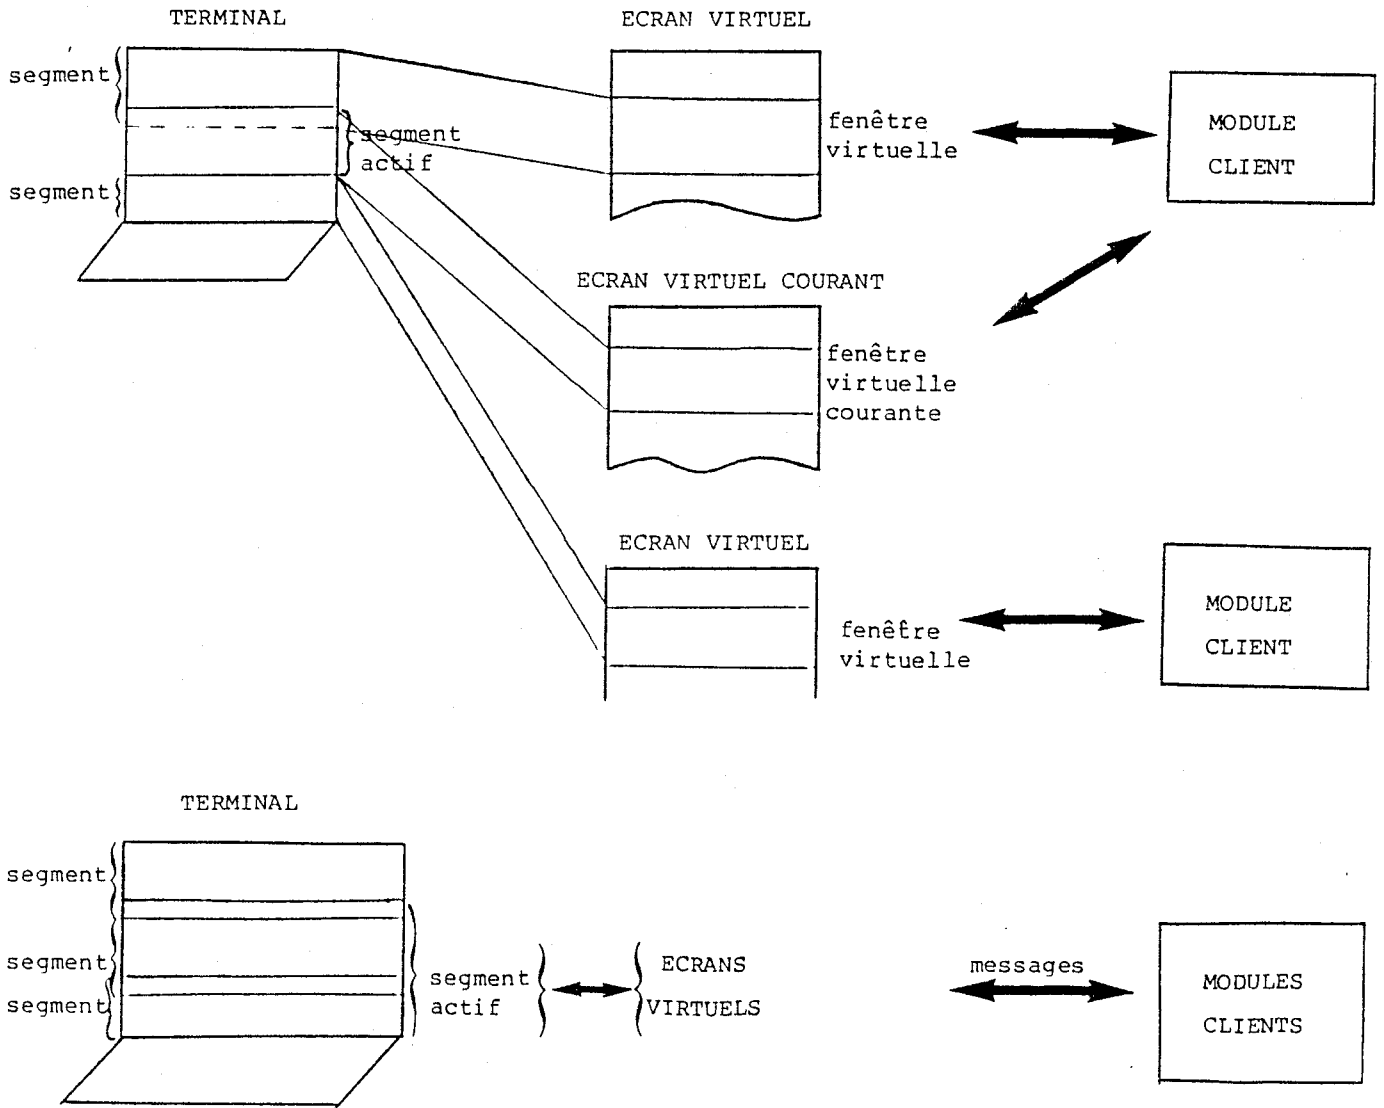 TERMINAL
ECRAN VIRTUEL
segment
segment
actif
segment
fenêtre
virtuelle
MODULE
CLIENT
ECRAN VIRTUEL COURANT
fenêtre
virtuelle
courante
ECRAN VIRTUEL
fenêtre
virtuelle
MODULE
CLIENT
TERMINAL
segment
segment
segment
segment
actif
ECRANS
VIRTUELS
messages
MODULES
CLIENTS